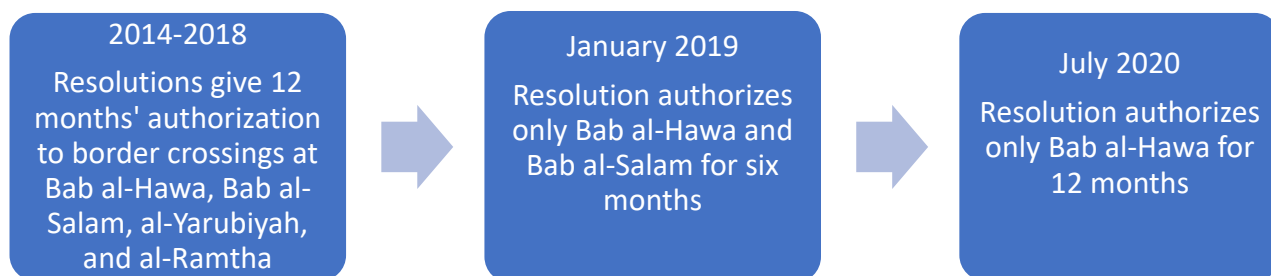 2014-2018
Resolutions give 12
months' authorization
to border crossings at
Bab al-Hawa, Bab al-
Salam, al-Yarubiyah,
and al-Ramtha
January 2019
Resolution authorizes
only Bab al-Hawa and
Bab al-Salam for six
months
July 2020
Resolution authorizes
only Bab al-Hawa for
12 months